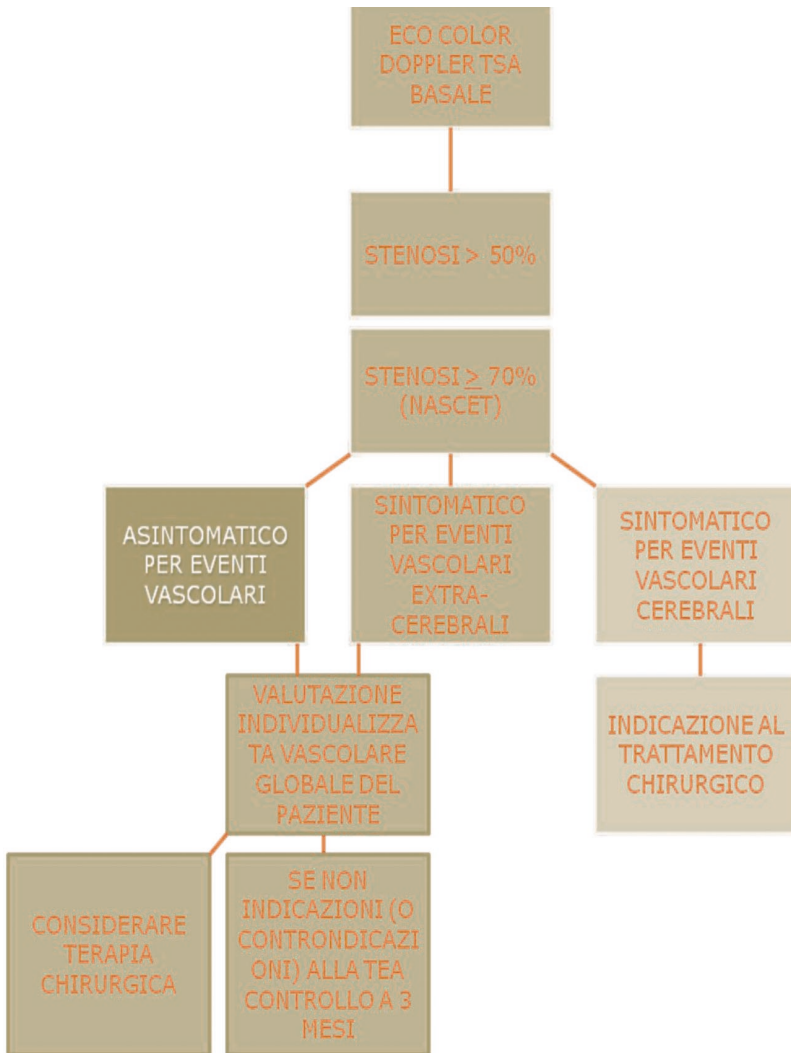 ECO COLOR
DOPPLER TSA
BASALE
STENOSI > 50%
STENOSI ≥ 70%
(NASCET)
ASINTOMATICO
PER EVENTI
VASCOLARI
SINTOMATICO
PER EVENTI
VASCOLARI
EXTRA-
CEREBRALI
SINTOMATICO
PER EVENTI
VASCOLARI
CEREBRALI
VALUTAZIONE
INDIVIDUALIZZA
TA VASCOLARE
GLOBALE DEL
PAZIENTE
INDICAZIONE AL
TRATTAMENTO
CHIRURGICO
CONSIDERARE
TERAPIA
CHIRURGICA
SE NON
INDICAZIONI (O
CONTRONDICAZI
ONI) ALLA TEA
CONTROLLO A 3
MESI